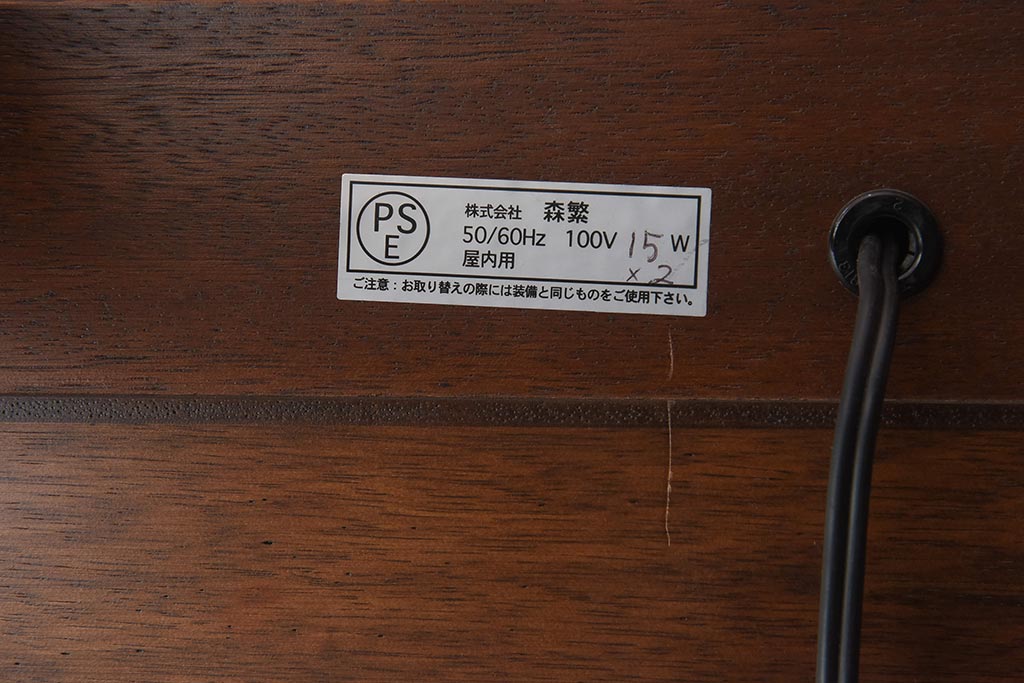 PS
E
株式会社 森繁
50/60Hz 100V 15 W
屋内用 × 2
ご注意：お取り替えの際には装備と同じものをご使用下さい。